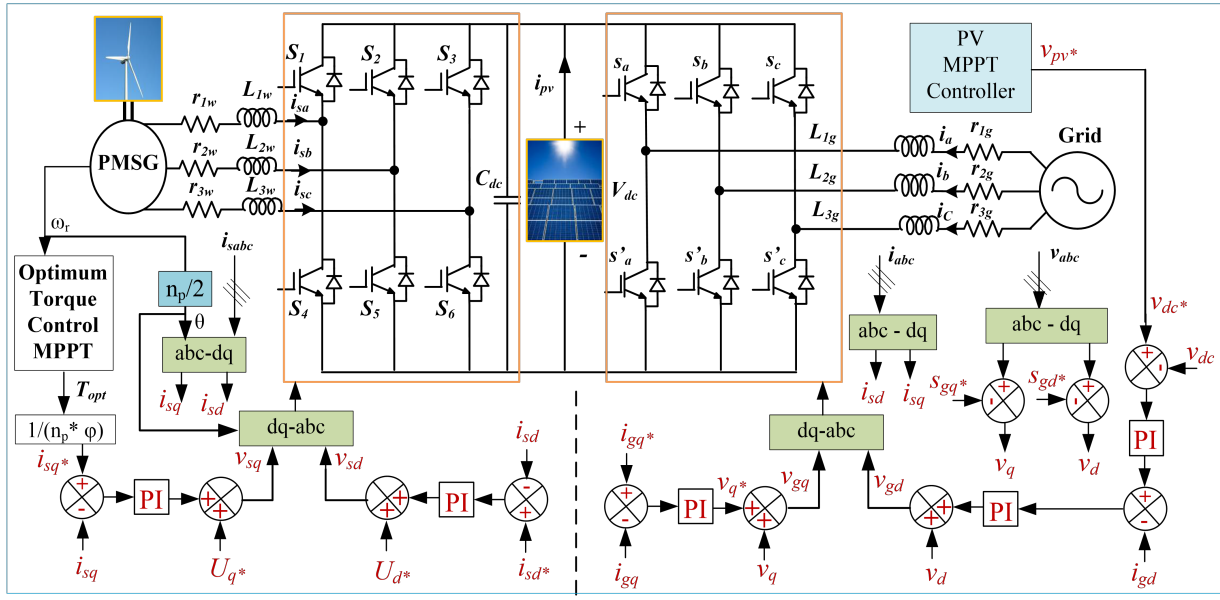 S1
S2
S3
sa
sb
sc
PV
MPPT
Controller
vpv*
r1w
L1w
isa
ipv
+
PMSG
r2w
L2w
isb
r3w
L3w
isc
Cdc
Vdc
-
L1g
ia
r1g
Grid
L2g
ib
r2g
L3g
iC
r3g
ωr
isabc
S4
S5
S6
s'a
s'b
s'c
iabc
vabc
Optimum
Torque
Control
MPPT
np/2
θ
abc-dq
isq
isd
abc - dq
isd
isq
abc - dq
vdc*
+
-
vdc
sgq*
+
-
sgd*
+
-
vq
vd
Topt
1/(np* φ)
dq-abc
vsq
vsd
isd
dq-abc
igq*
PI
isq*
+
-
PI
+
+
+
+
PI
-
+
+
-
PI
vq*
+
+
vgq
vgd
+
+
PI
+
-
isq
Uq*
Ud*
isd*
igq
vq
vd
igd